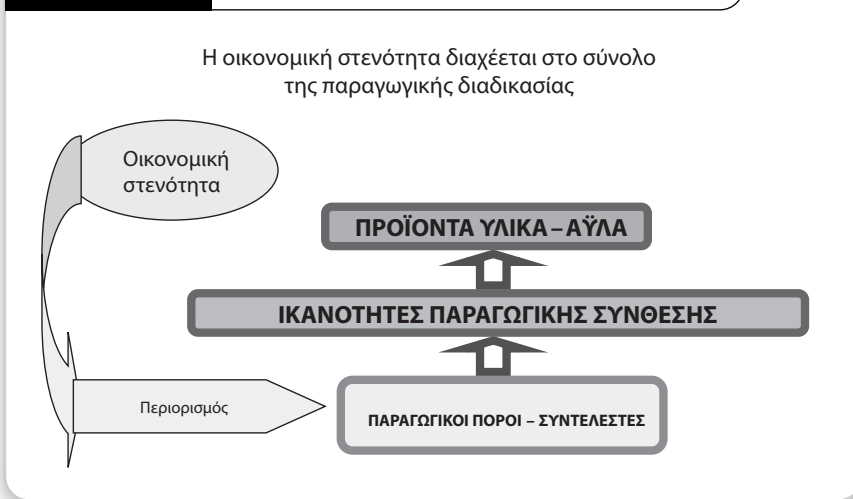 Η οικονομική στενότητα διαχέεται στο σύνολο
της παραγωγικής διαδικασίας
Οικονομική
στενότητα
ΠΡΟΪΟΝΤΑ ΥΛΙΚΑ – ΑΫΛΑ
ΙΚΑΝΟΤΗΤΕΣ ΠΑΡΑΓΩΓΙΚΗΣ ΣΥΝΘΕΣΗΣ
Περιορισμός
ΠΑΡΑΓΩΓΙΚΟΙ ΠΟΡΟΙ – ΣΥΝΤΕΛΕΣΤΕΣ